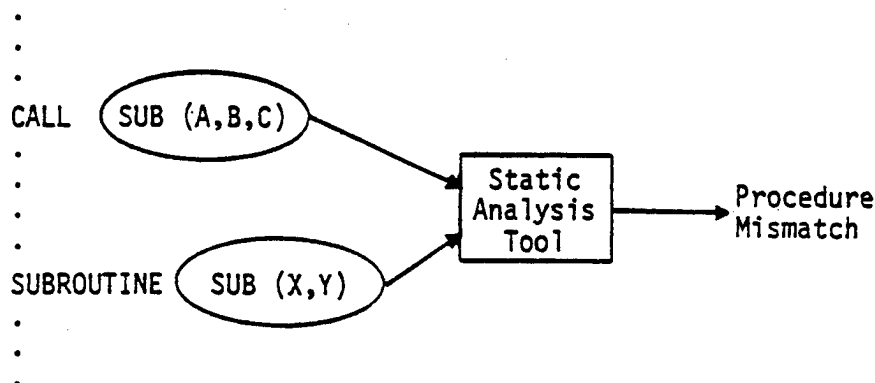 CALL SUB (A,B,C)
Static
Analysis
Tool
Procedure
Mismatch
SUBROUTINE SUB (X,Y)